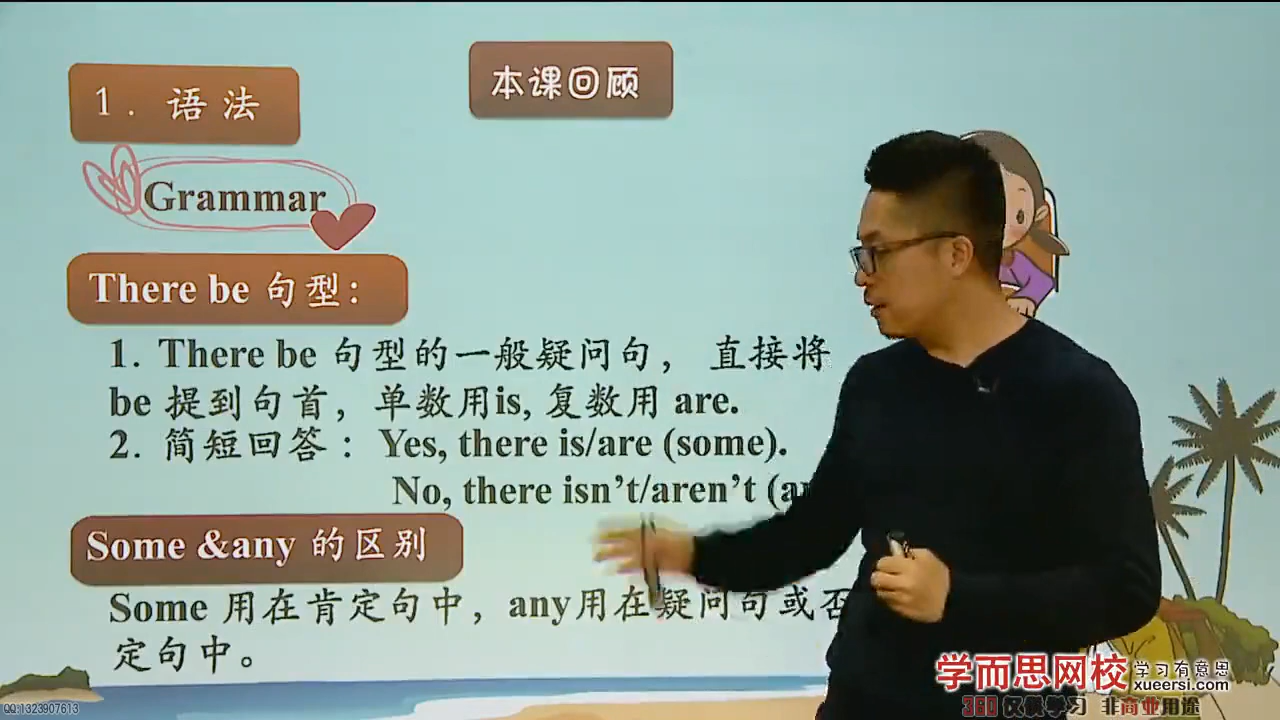 本课回顾
1. 语法
Grammar
There be 句型：
1. There be 句型的一般疑问句， 直接将
be 提到句首，单数用is, 复数用 are.
2. 简短回答： Yes, there is/are (some).
No, there isn't/aren't
Some &any 的区别
Some 用在肯定句中，any用在疑问句或否
定句中。
学而思网校
学习有意思
xueersi.com
360 仅供学习 非商业用途
QQ:1323907613